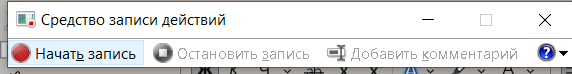 Средство записи действий
Начать запись Остановить запись Добавить комментарий ?